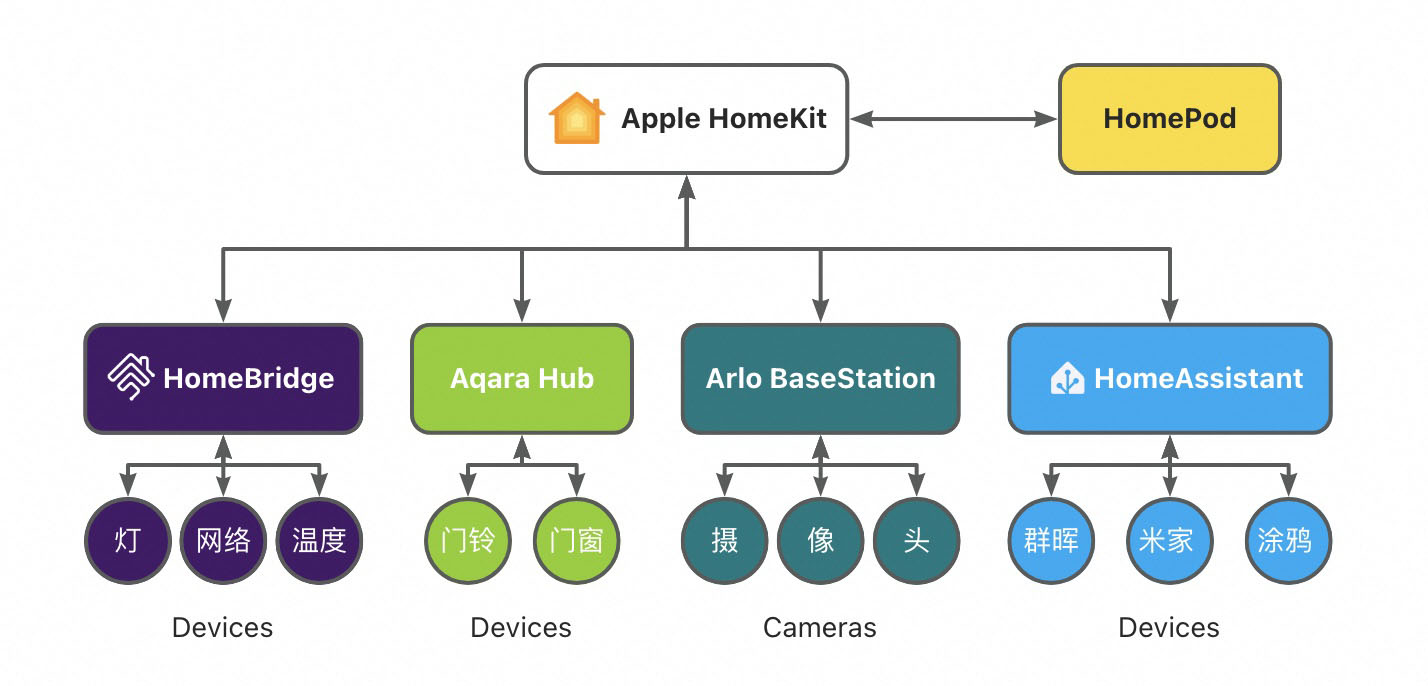 Apple HomeKit
HomePod
HomeBridge
Aqara Hub
Arlo BaseStation
HomeAssistant
灯
网络
温度
门铃
门窗
摄
像
头
群晖
米家
涂鸦
Devices
Devices
Cameras
Devices